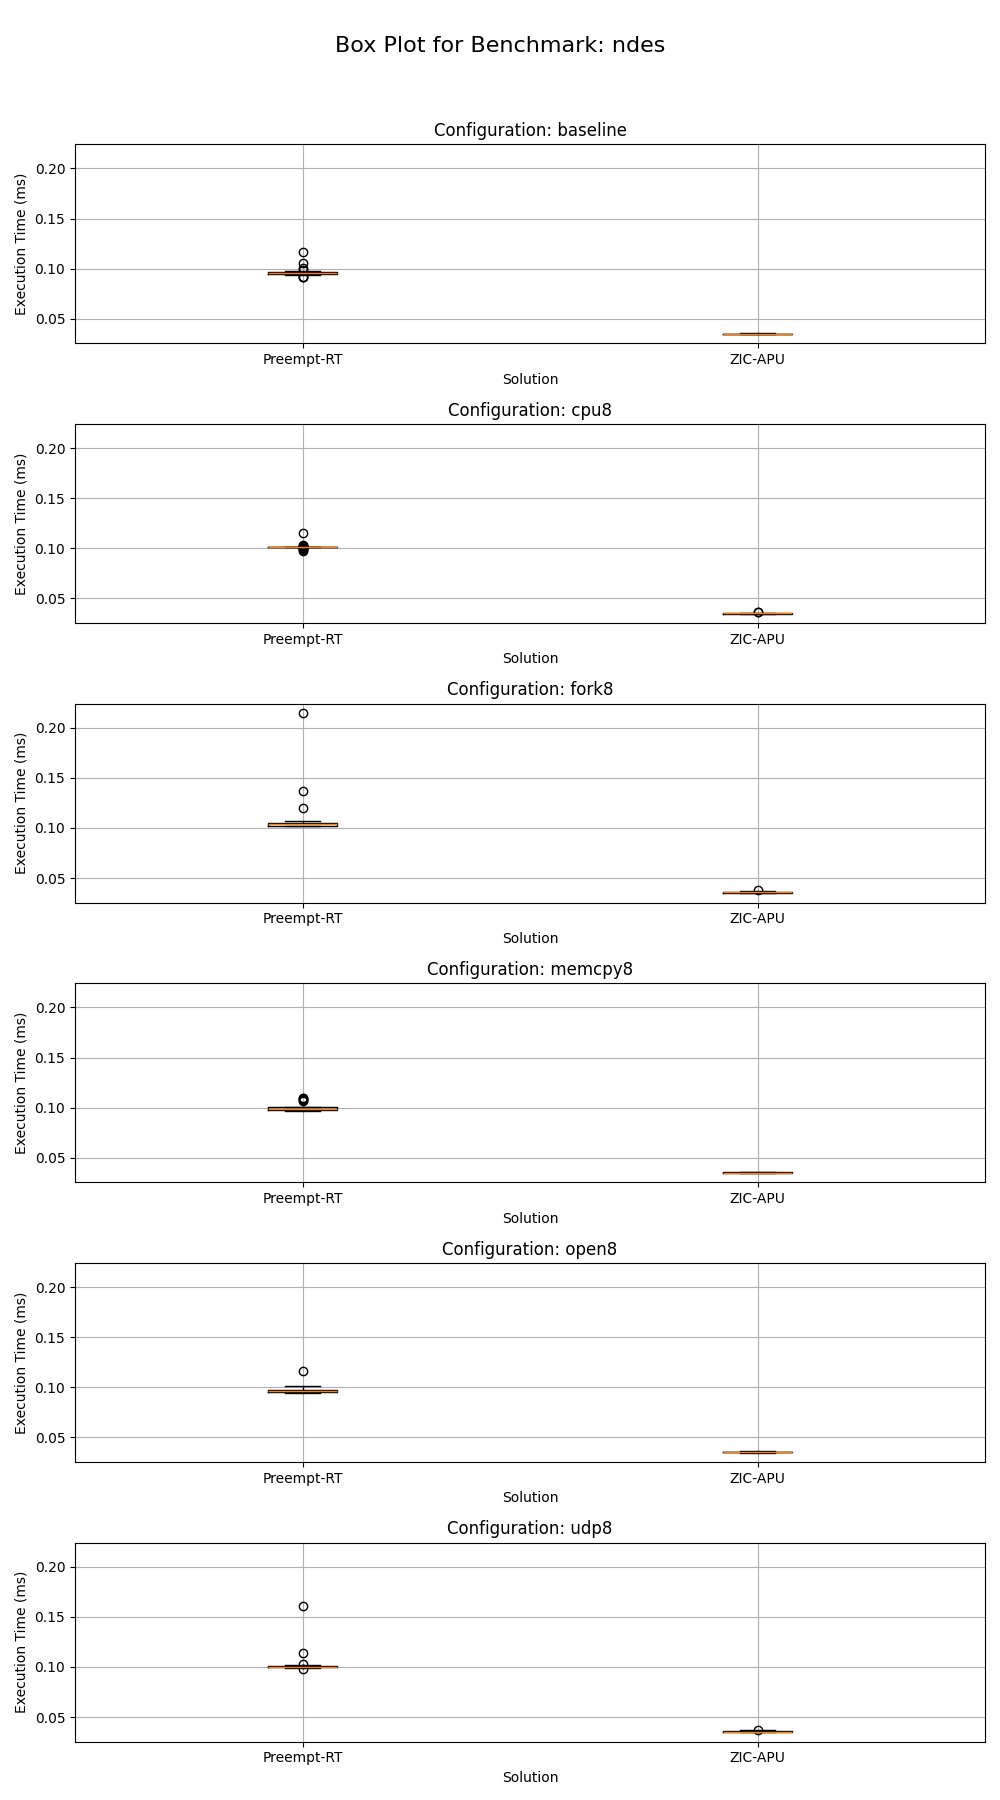 Box Plot for Benchmark: ndes
Configuration: baseline
0.20
0.15
0.10
0.05
Execution Time (ms)
Preempt-RT ZIC-APU
Solution
Configuration: cpu8
0.20
0.15
0.10
0.05
Execution Time (ms)
Preempt-RT ZIC-APU
Solution
Configuration: fork8
0.20
0.15
0.10
0.05
Execution Time (ms)
Preempt-RT ZIC-APU
Solution
Configuration: memcpy8
0.20
0.15
0.10
0.05
Execution Time (ms)
Preempt-RT ZIC-APU
Solution
Configuration: open8
0.20
0.15
0.10
0.05
Execution Time (ms)
Preempt-RT ZIC-APU
Solution
Configuration: udp8
0.20
0.15
0.10
0.05
Execution Time (ms)
Preempt-RT ZIC-APU
Solution